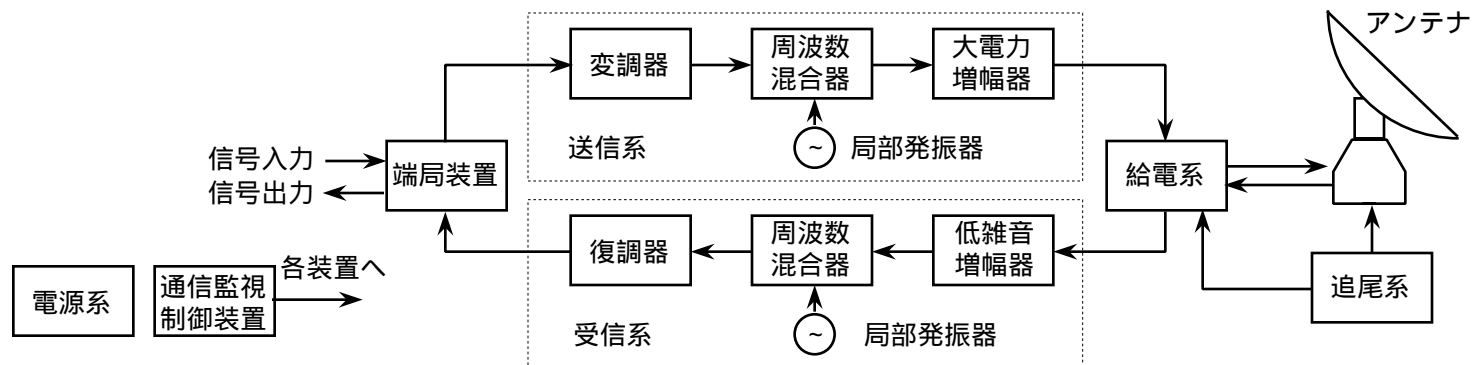 アンテナ
変調器
周波数
混合器
大電力
増幅器
送信系
~
局部発振器
信号入力
信号出力
端局装置
給電系
復調器
周波数
混合器
低雑音
増幅器
追尾系
電源系
通信監視
制御装置
各装置へ
受信系
~
局部発振器